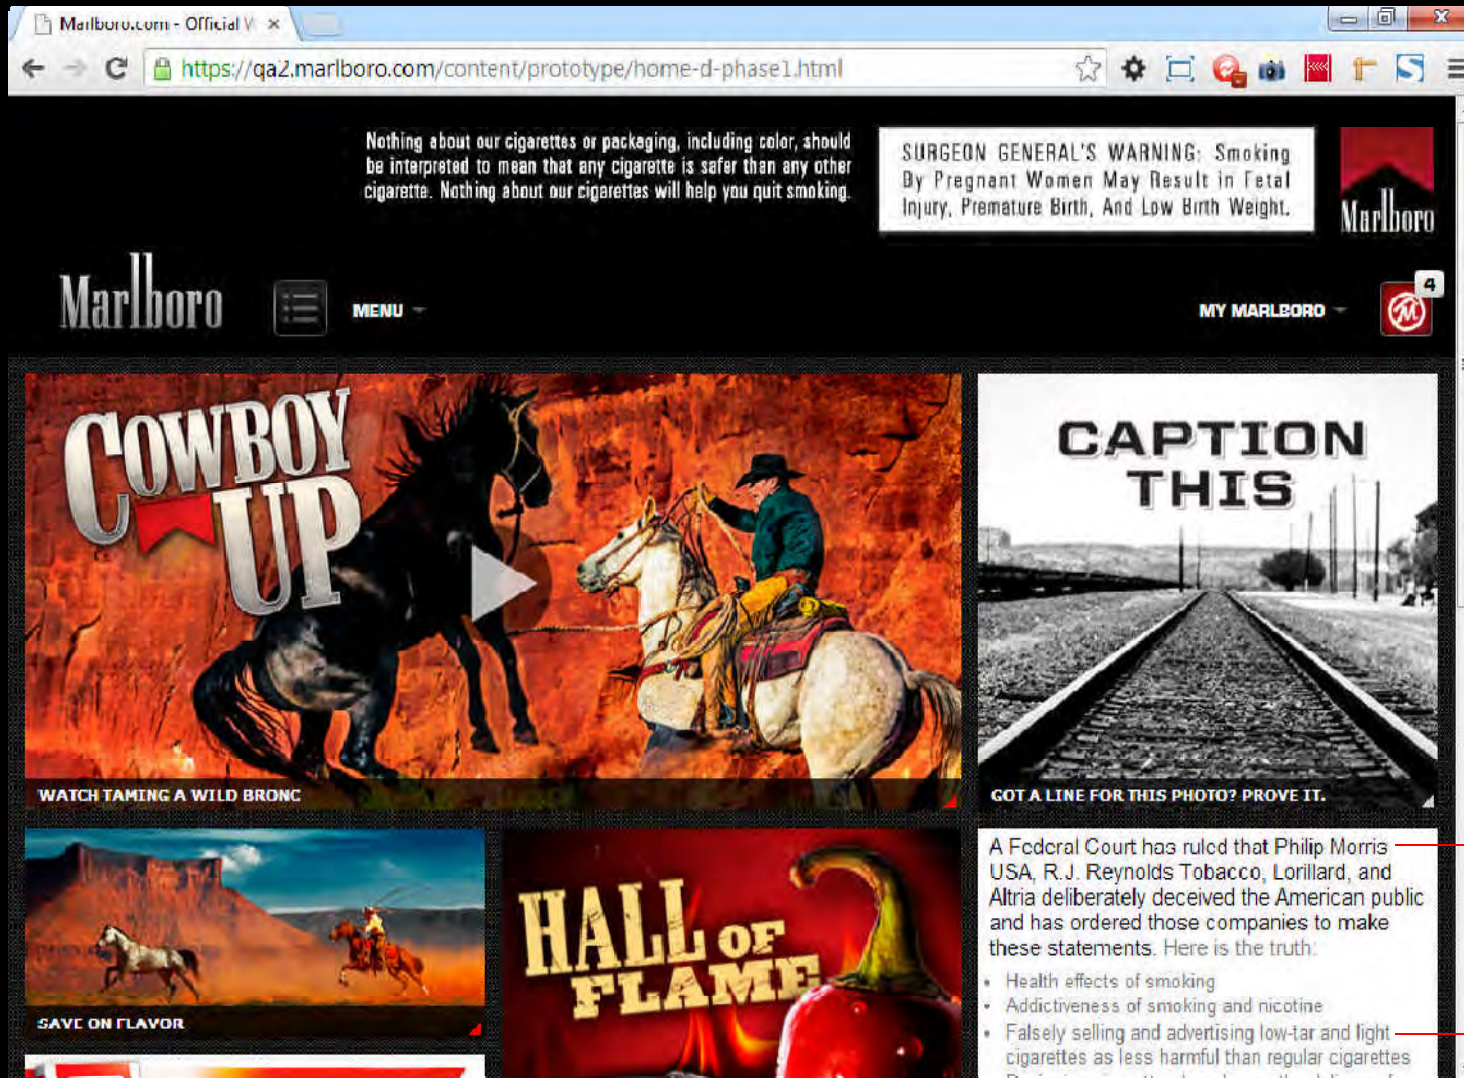 Marlboro.com - Official W
https://qa2.marlboro.com/content/prototype/home-d-phase1.html
Nothing about our cigarettes or packaging, including color, should
be interpreted to mean that any cigarette is safer than any other
cigarette. Nothing about our cigarettes will help you quit smoking.
SURGEON GENERAL'S WARNING: Smoking
By Pregnant Women May Result in Fetal
Injury, Premature Birth, And Low Birth Weight.
Marlboro
Marlboro
MENU
MY MARLBORO
4
M
COWBOY
UP
WATCH TAMING A WILD BRONC
CAPTION
THIS
GOT A LINE FOR THIS PHOTO? PROVE IT.
SAVE ON FLAVOR
HALL OF
FLAME
A Federal Court has ruled that Philip Morris
USA, R.J. Reynolds Tobacco, Lorillard, and
Altria deliberately deceived the American public
and has ordered those companies to make
these statements. Here is the truth:
Health effects of smoking
Addictiveness of smoking and nicotine
Falsely selling and advertising low-tar and light
cigarettes as less harmful than regular cigarettes